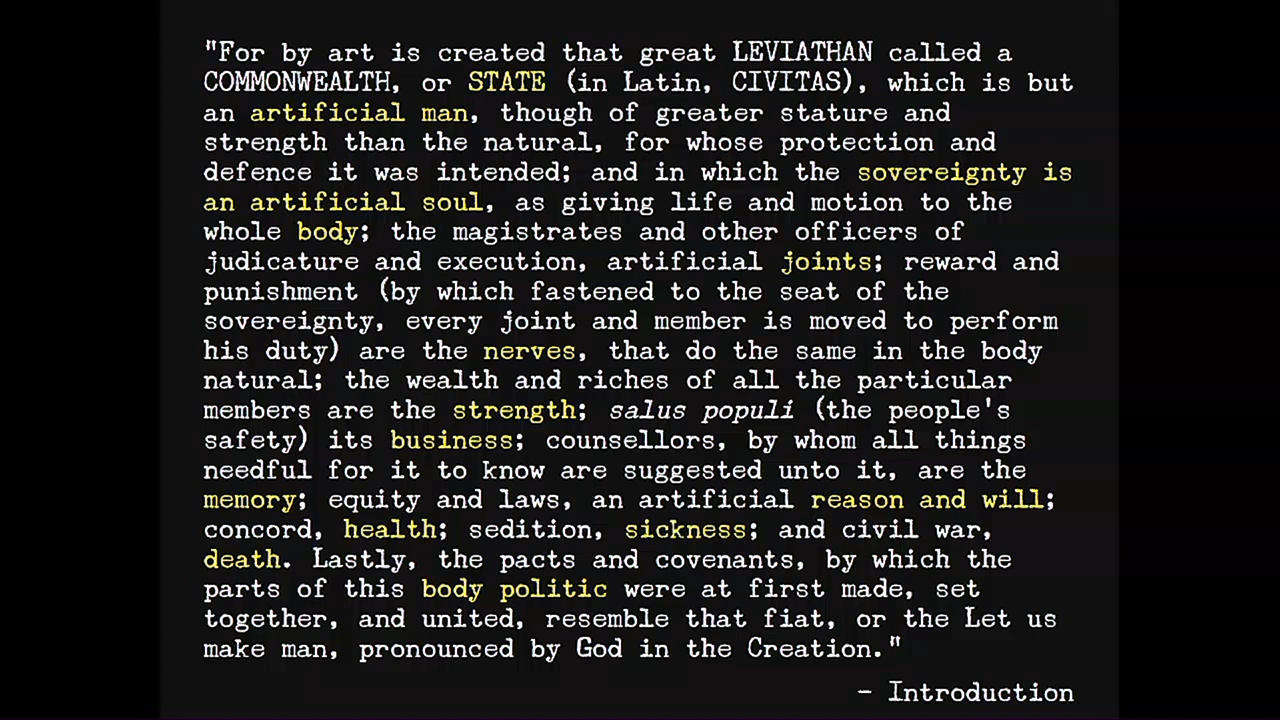 "For by art is created that great LEVIATHAN called a
COMMONWEALTH, or STATE (in Latin, CIVITAS), which is but
an artificial man, though of greater stature and
strength than the natural, for whose protection and
defence it was intended; and in which the sovereignty is
an artificial soul, as giving life and motion to the
whole body; the magistrates and other officers of
judicature and execution, artificial joints; reward and
punishment (by which fastened to the seat of the
sovereignty, every joint and member is moved to perform
his duty) are the nerves, that do the same in the body
natural; the wealth and riches of all the particular
members are the strength; salus populi (the people's
safety) its business; counsellors, by whom all things
needful for it to know are suggested unto it, are the
memory; equity and laws, an artificial reason and will;
concord, health; sedition, sickness; and civil war,
death. Lastly, the pacts and covenants, by which the
parts of this body politic were at first made, set
together, and united, resemble that fiat, or the Let us
make man, pronounced by God in the Creation."
– Introduction